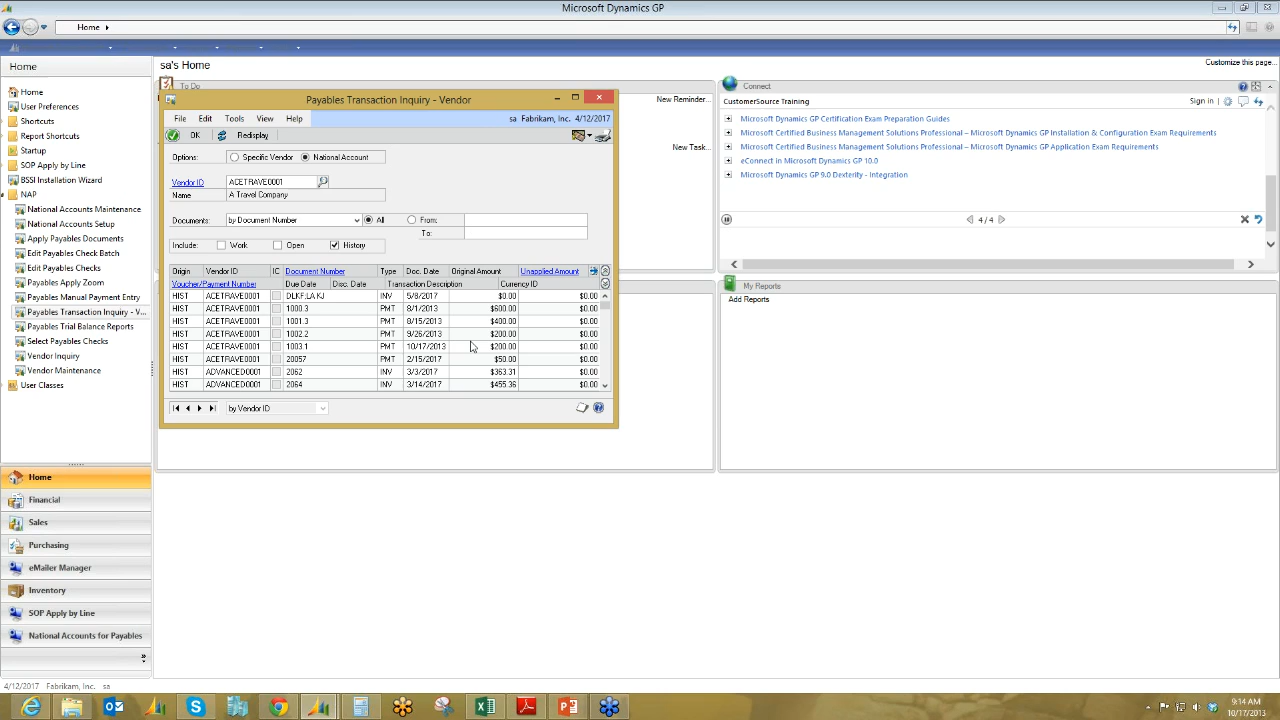 Microsoft Dynamics GP
Home
Home
sa's Home
Customize this page...
Home
User Preferences
Shortcuts
Report Shortcuts
Startup
SOP Apply by Line
BSSI Installation Wizard
NAP
National Accounts Maintenance
National Accounts Setup
Apply Payables Documents
Edit Payables Check Batch
Edit Payables Checks
Payables Apply Zoom
Payables Manual Payment Entry
Payables Transaction Inquiry - V...
Payables Trial Balance Reports
Select Payables Checks
Vendor Inquiry
Vendor Maintenance
User Classes
Home
Financial
Sales
Purchasing
eMailer Manager
Inventory
SOP Apply by Line
National Accounts for Payables
To Do
New Reminder...
New Task...
Payables Transaction Inquiry - Vendor
File Edit Tools View Help
sa Fabrikam, Inc. 4/12/2017
OK Redisplay
Options: Specific Vendor National Account
Vendor ID ACETRAVE0001
Name A Travel Company
Documents: by Document Number All From:
To:
Include: Work Open History
Origin Vendor ID IC Document Number Type Doc. Date Original Amount Unapplied Amount
Voucher/Payment Number Due Date Disc. Date Transaction Description Currency ID
HIST ACETRAVE0001 DLKF;LA KJ INV 5/8/2017 $0.00 $0.00
HIST ACETRAVE0001 1000.3 PMT 8/1/2013 $600.00 $0.00
HIST ACETRAVE0001 1001.3 PMT 8/15/2013 $400.00 $0.00
HIST ACETRAVE0001 1002.2 PMT 9/26/2013 $200.00 $0.00
HIST ACETRAVE0001 1003.1 PMT 10/17/2013 $200.00 $0.00
HIST ACETRAVE0001 20057 PMT 2/15/2017 $50.00 $0.00
HIST ADVANCED0001 2062 INV 3/3/2017 $363.31 $0.00
HIST ADVANCED0001 2064 INV 3/14/2017 $455.36 $0.00
by Vendor ID
Connect
CustomerSource Training
Sign in
Microsoft Dynamics GP Certification Exam Preparation Guides
Microsoft Certified Business Management Solutions Professional – Microsoft Dynamics GP Installation & Configuration Exam Requirements
Microsoft Certified Business Management Solutions Professional – Microsoft Dynamics GP Application Exam Requirements
eConnect in Microsoft Dynamics GP 10.0
Microsoft Dynamics GP 9.0 Dexterity - Integration
4 / 4
My Reports
Add Reports
4/12/2017 Fabrikam, Inc. sa
9:14 AM
10/17/2013